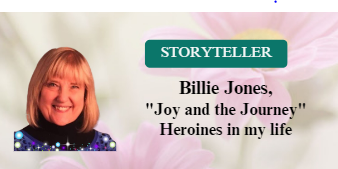 STORYTELLER
Billie Jones,
"Joy and the Journey"
Heroines in my life